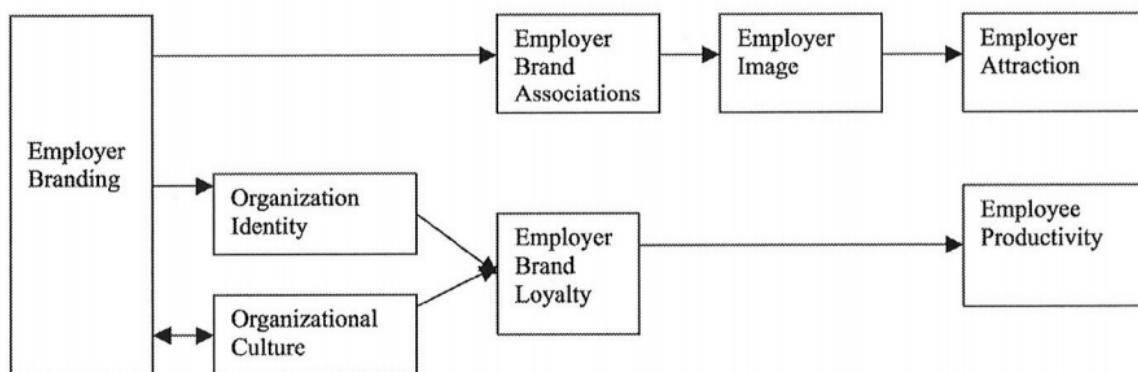 Employer
Branding
Employer
Brand
Associations
Employer
Image
Employer
Attraction
Organization
Identity
Organizational
Culture
Employer
Brand
Loyalty
Employee
Productivity